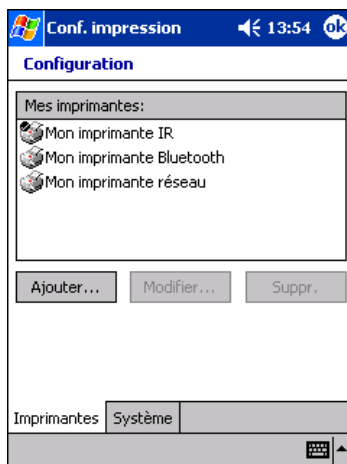 Conf. impression 13:54 ok
Configuration
Mes imprimantes:
Mon imprimante IR
Mon imprimante Bluetooth
Mon imprimante réseau
Ajouter... Modifier... Suppr.
Imprimantes Système